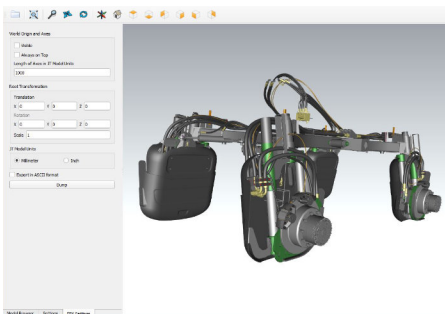 World Origin and Axes
Visible
Always on Top
Length of Axes in JT Model Units
1000
Root Transformation
Translation
X 0 Y 0 Z 0
Rotation
X 0 Y 0 Z 0
Scale 1
JT Model Units
Millimeter Inch
Export in ASCII format
Dump
Model Browser Settings